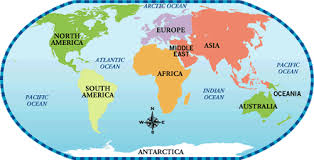 ARCTIC OCEAN
NORTH
AMERICA
EUROPE
ASIA
MIDDLE
EAST
ATLANTIC
OCEAN
PACIFIC
OCEAN
AFRICA
PACIFIC
OCEAN
SOUTH
AMERICA
INDIAN
OCEAN
OCEANIA
AUSTRALIA
N
ANTARCTICA